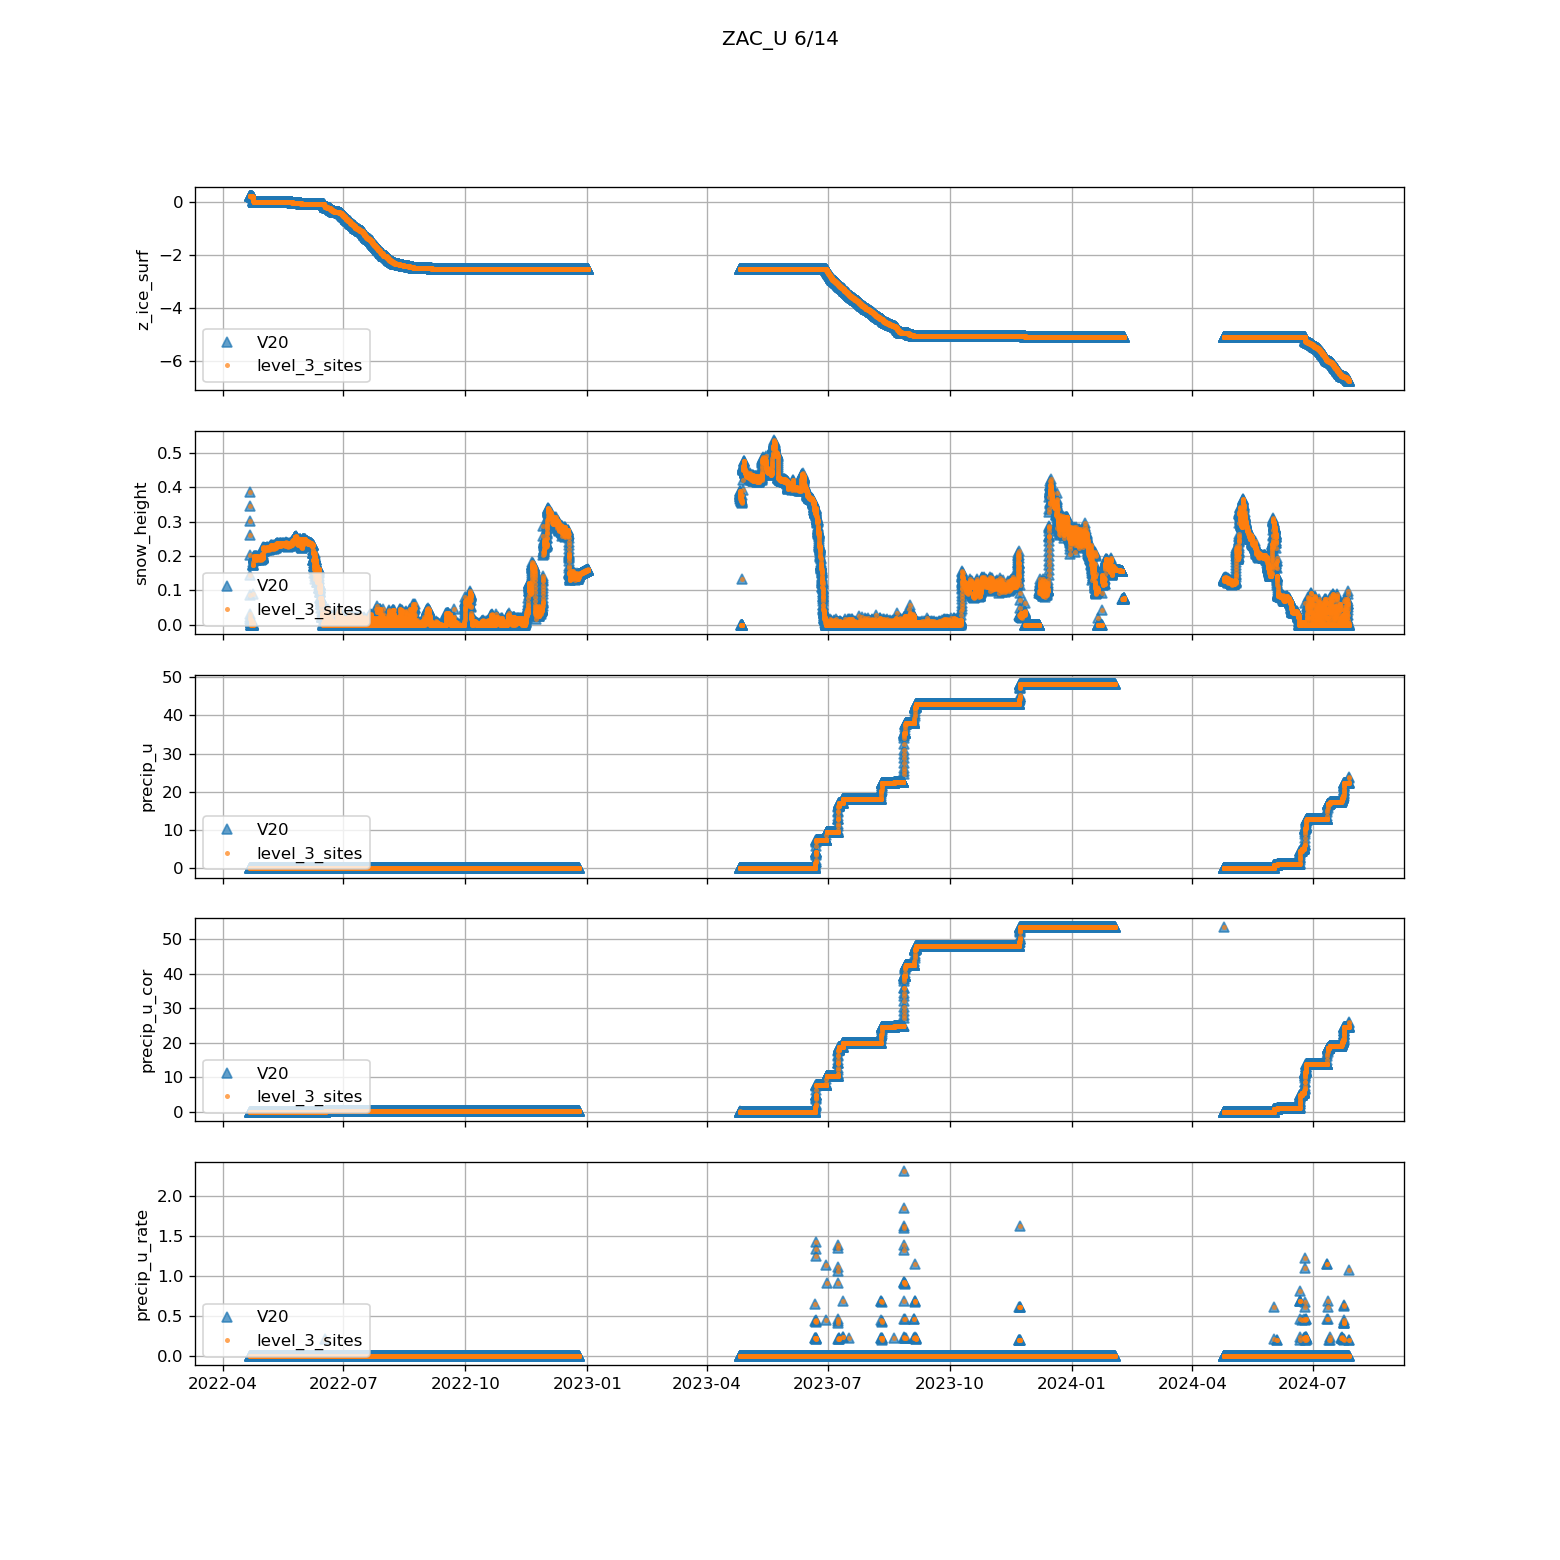 ZAC_U 6/14
z_ice_surf
0
−2
−4
−6
V20
level_3_sites
snow_height
0.5
0.4
0.3
0.2
0.1
0.0
V20
level_3_sites
precip_u
50
40
30
20
10
0
V20
level_3_sites
precip_u_cor
50
40
30
20
10
0
V20
level_3_sites
precip_u_rate
2.0
1.5
1.0
0.5
0.0
V20
level_3_sites
2022-04 2022-07 2022-10 2023-01 2023-04 2023-07 2023-10 2024-01 2024-04 2024-07